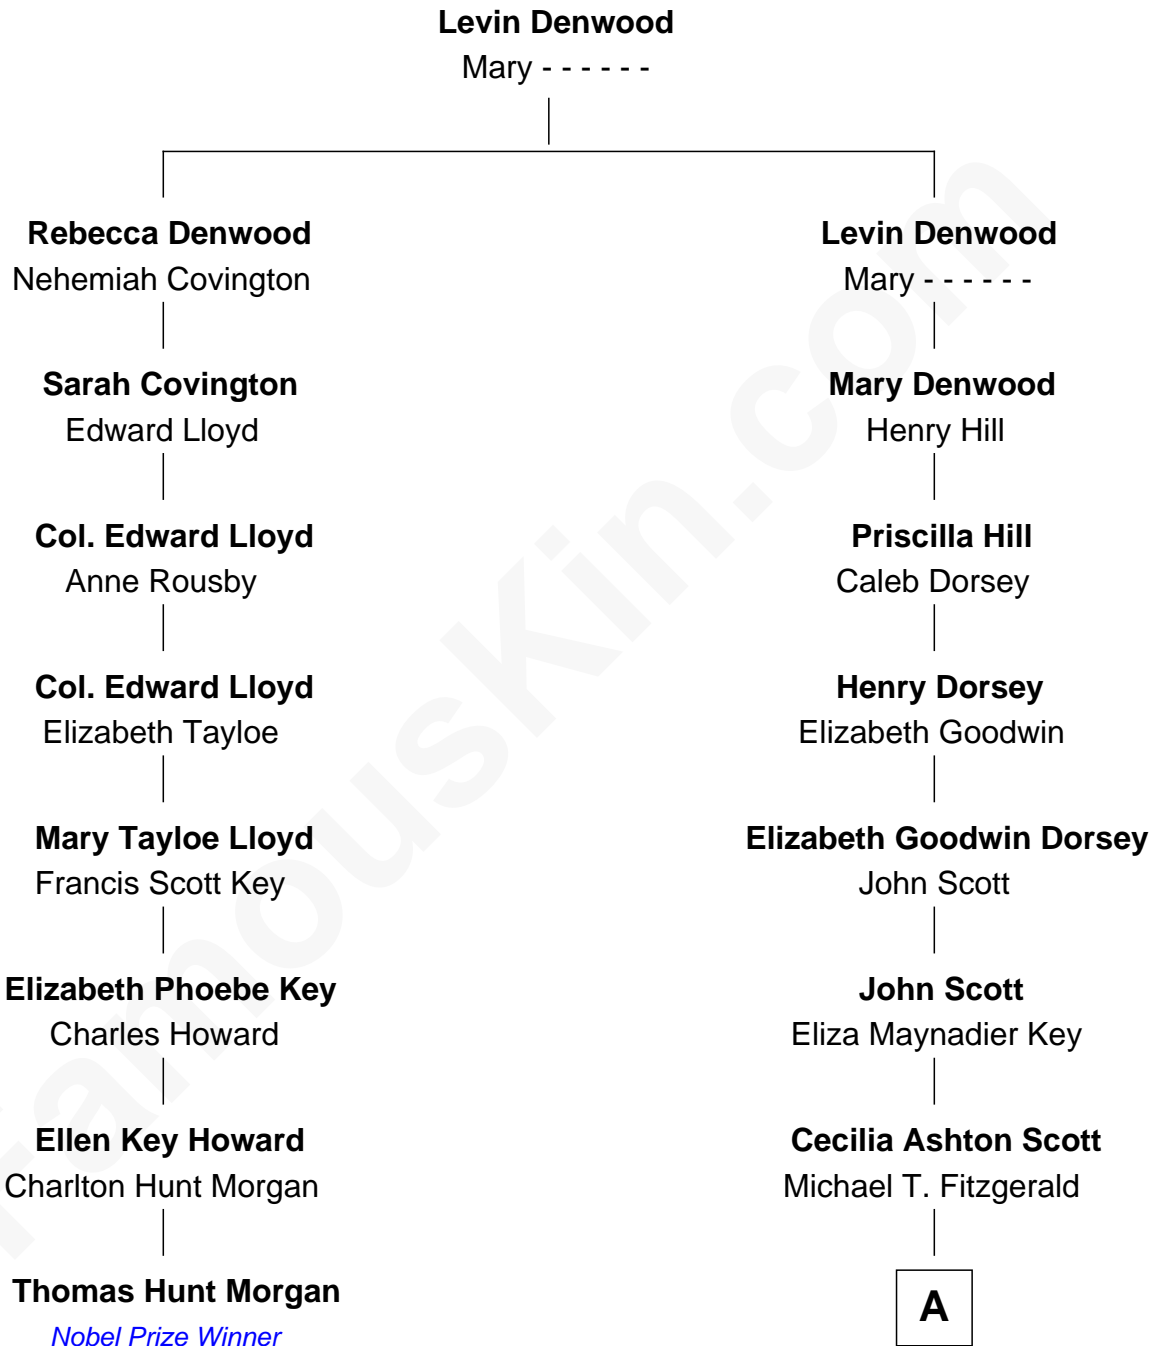 Levin Denwood
Mary - - - - - -
Rebecca Denwood
Nehemiah Covington
Levin Denwood
Mary - - - - - -
Sarah Covington
Edward Lloyd
Mary Denwood
Henry Hill
Col. Edward Lloyd
Anne Rousby
Priscilla Hill
Caleb Dorsey
Col. Edward Lloyd
Elizabeth Tayloe
Henry Dorsey
Elizabeth Goodwin
Mary Tayloe Lloyd
Francis Scott Key
Elizabeth Goodwin Dorsey
John Scott
Elizabeth Phoebe Key
Charles Howard
John Scott
Eliza Maynadier Key
Ellen Key Howard
Charlton Hunt Morgan
Cecilia Ashton Scott
Michael T. Fitzgerald
Thomas Hunt Morgan
Nobel Prize Winner
A
FamousKin.com